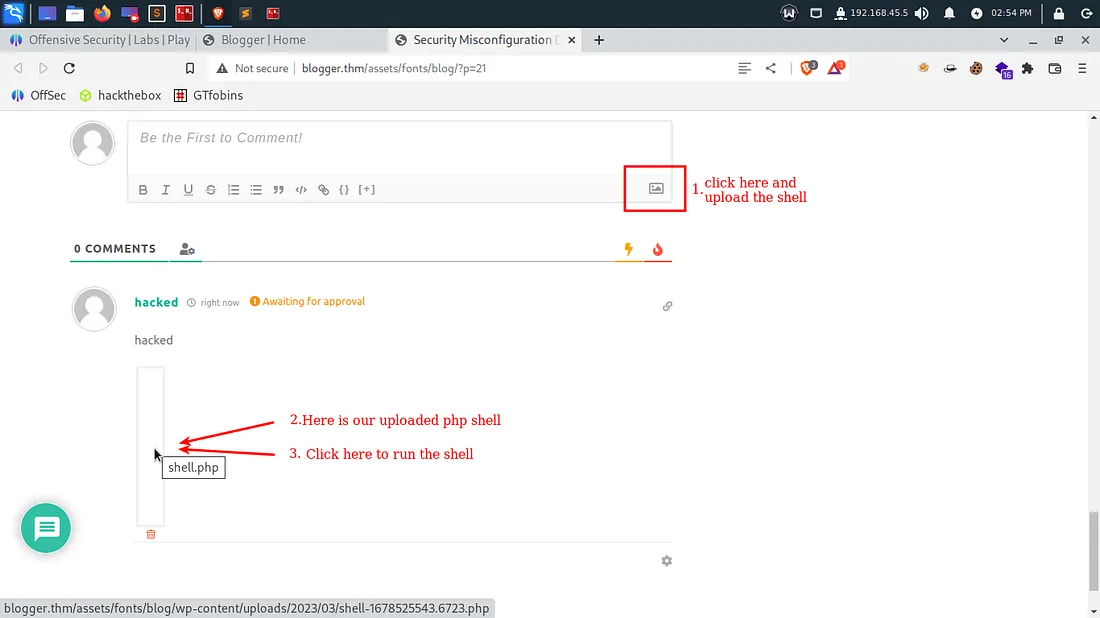 192.168.45.5
02:54 PM
Offensive Security | Labs | Play
Blogger | Home
Security Misconfiguration
Not secure
blogger.thm/assets/fonts/blog/?p=21
3
1
16
OffSec
hackthebox
GTfobins
Be the First to Comment!
B I U S {} [+]
1. click here and
upload the shell
0 COMMENTS
hacked
right now
Awaiting for approval
hacked
2.Here is our uploaded php shell
3. Click here to run the shell
shell.php
blogger.thm/assets/fonts/blog/wp-content/uploads/2023/03/shell-1678525543.6723.php